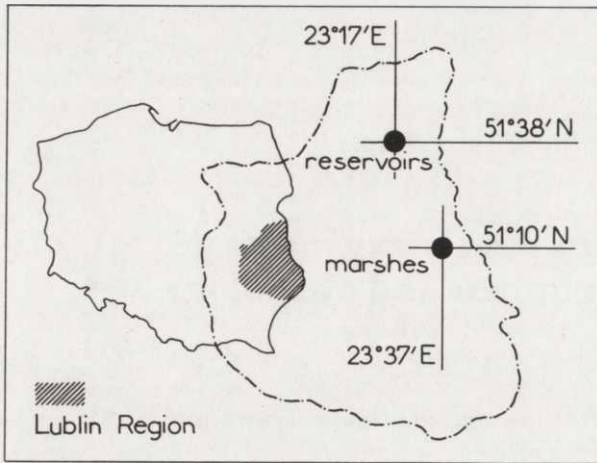 23°17'E
51°38'N
reservoirs
51°10'N
marshes
23°37'E
Lublin Region